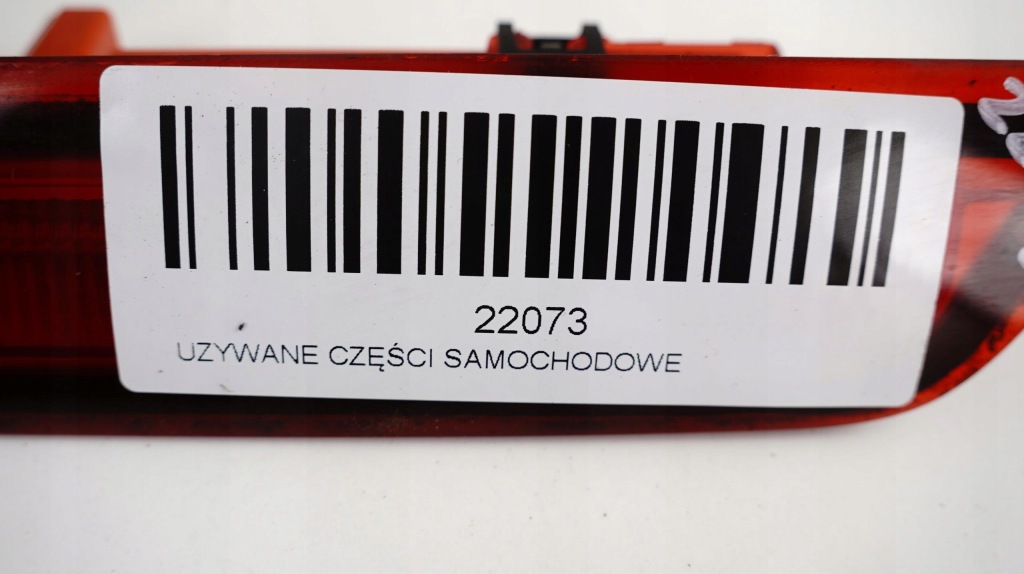 22073
UZYWANE CZĘŚCI SAMOCHODOWE